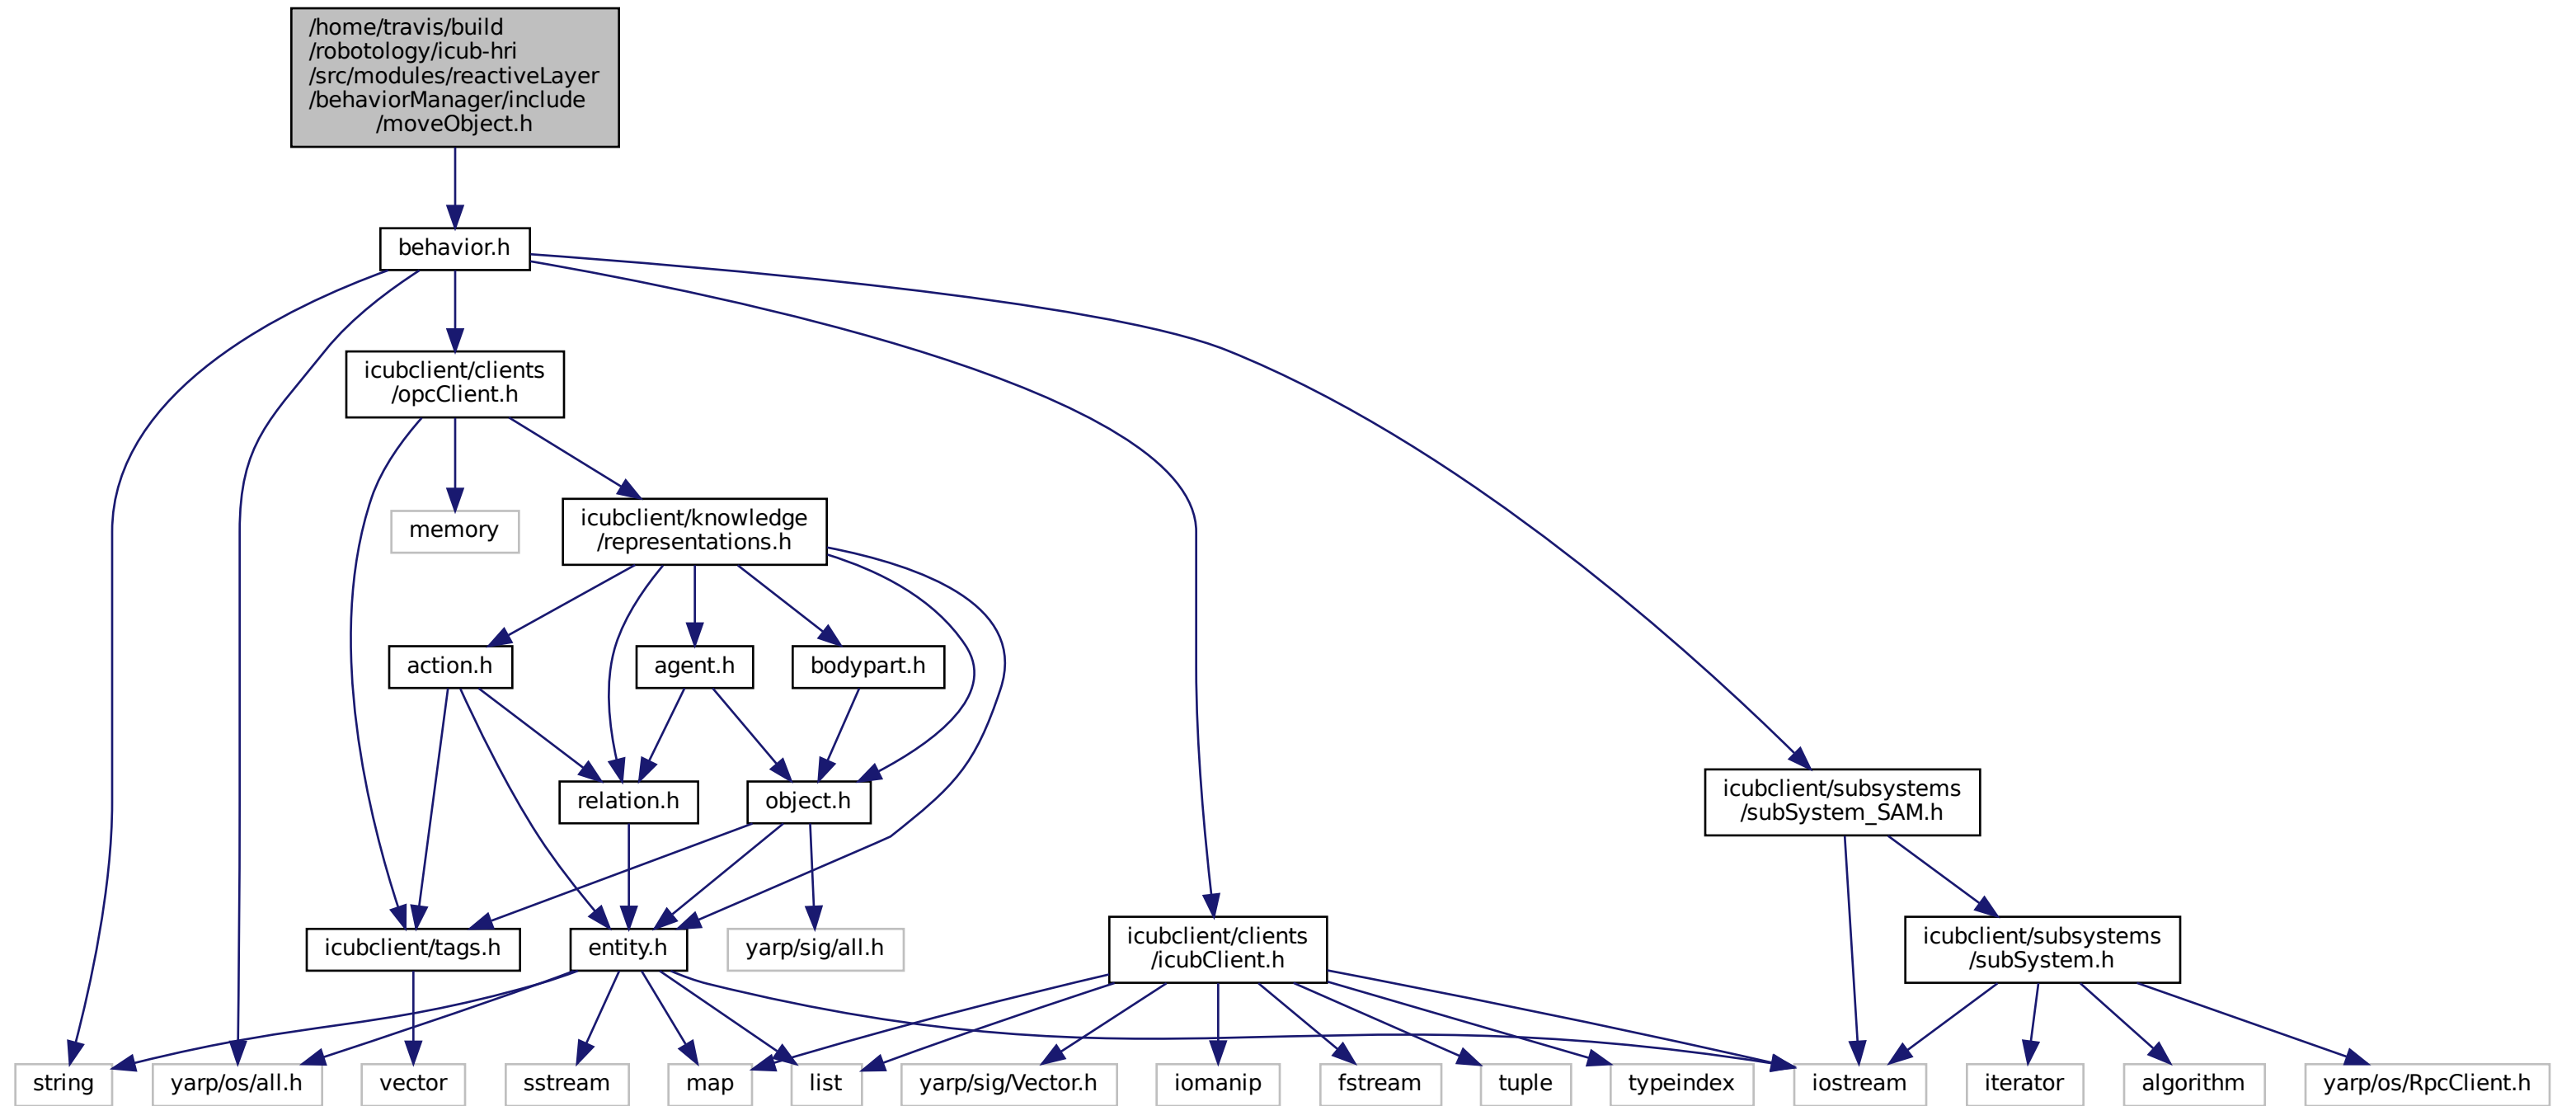 /home/travis/build
/robotology/icub-hri
/src/modules/reactiveLayer
/behaviorManager/include
/moveObject.h
behavior.h
icubclient/clients
/opcClient.h
memory
icubclient/knowledge
/representations.h
action.h
agent.h
bodypart.h
relation.h
object.h
icubclient/subsystems
/subSystem_SAM.h
icubclient/tags.h
entity.h
yarp/sig/all.h
icubclient/clients
/icubClient.h
icubclient/subsystems
/subSystem.h
string
yarp/os/all.h
vector
sstream
map
list
yarp/sig/Vector.h
iomanip
fstream
tuple
typeindex
iostream
iterator
algorithm
yarp/os/RpcClient.h